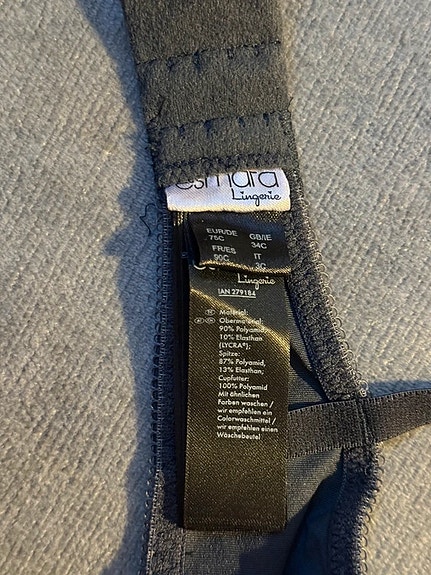 esmara
Lingerie
EUR/DE GB/IE
75C 34C
FR/ES IT
90C 3C
Lingerie
IAN 279184
Material:
Obermaterial:
90% Polyamid,
10% Elasthan
(LYCRA®);
Spitze:
87% Polyamid,
13% Elasthan;
Cupfutter:
100% Polyamid
Mit ähnlichen
Farben waschen /
wir empfehlen ein
Colorwaschmittel /
wir empfehlen einen
Wäschebeutel